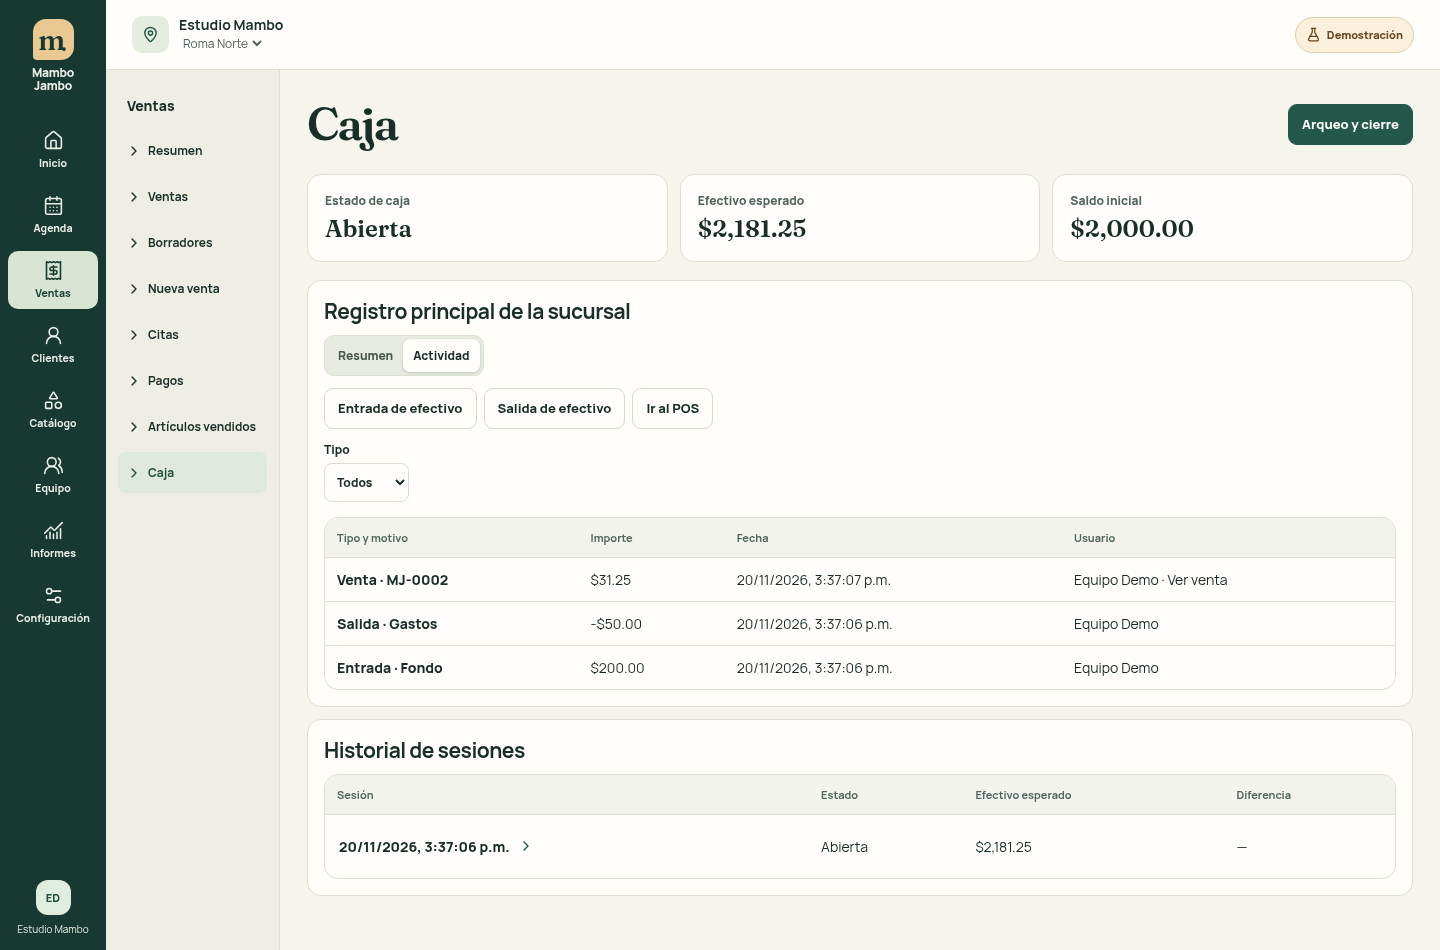 m.
Mambo
Jambo
Inicio
Agenda
Ventas
Clientes
Catálogo
Equipo
Informes
Configuración
ED
Estudio Mambo
Estudio Mambo
Roma Norte
Demostración
Ventas
Resumen
Ventas
Borradores
Nueva venta
Citas
Pagos
Artículos vendidos
Caja
Caja
Arqueo y cierre
Estado de caja
Abierta
Efectivo esperado
$2,181.25
Saldo inicial
$2,000.00
Registro principal de la sucursal
Resumen Actividad
Entrada de efectivo Salida de efectivo Ir al POS
Tipo
Todos
Tipo y motivo Importe Fecha Usuario
Venta · MJ-0002 $31.25 20/11/2026, 3:37:07 p.m. Equipo Demo · Ver venta
Salida · Gastos -$50.00 20/11/2026, 3:37:06 p.m. Equipo Demo
Entrada · Fondo $200.00 20/11/2026, 3:37:06 p.m. Equipo Demo
Historial de sesiones
Sesión Estado Efectivo esperado Diferencia
20/11/2026, 3:37:06 p.m. Abierta $2,181.25 —